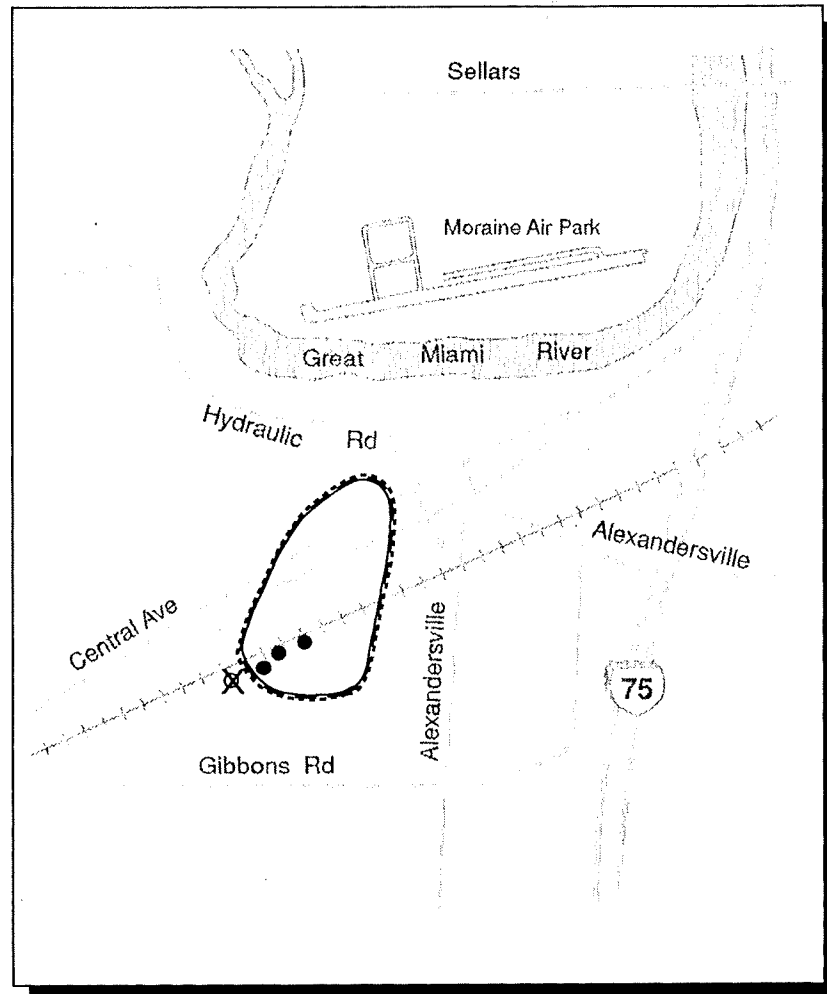 Sellars
Moraine Air Park
Great Miami River
Hydraulic Rd
Alexandersville
Central Ave
Alexandersville
75
Gibbons Rd